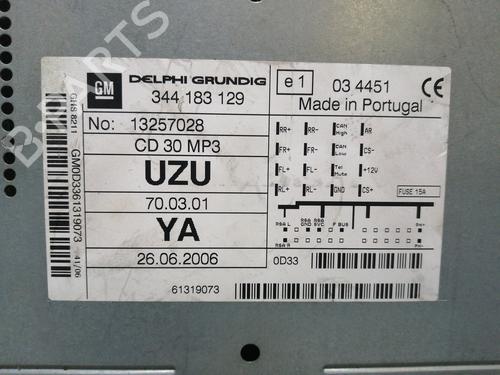 GM
DELPHI GRUNDIG
344 183 129
No: 13257028
CD 30 MP3
UZU
70.03.01
YA
26.06.2006
61319073
GM0D3361319073
41/06
e1
03 4451
CE
Made in Portugal
RR+ RR- CAN High AR
FR+ FR- CAN Low CS-
FL+ FL- Tel Mute +12V
RL+ RL- GND CS+
FUSE 15A
0D33
B-PARTS